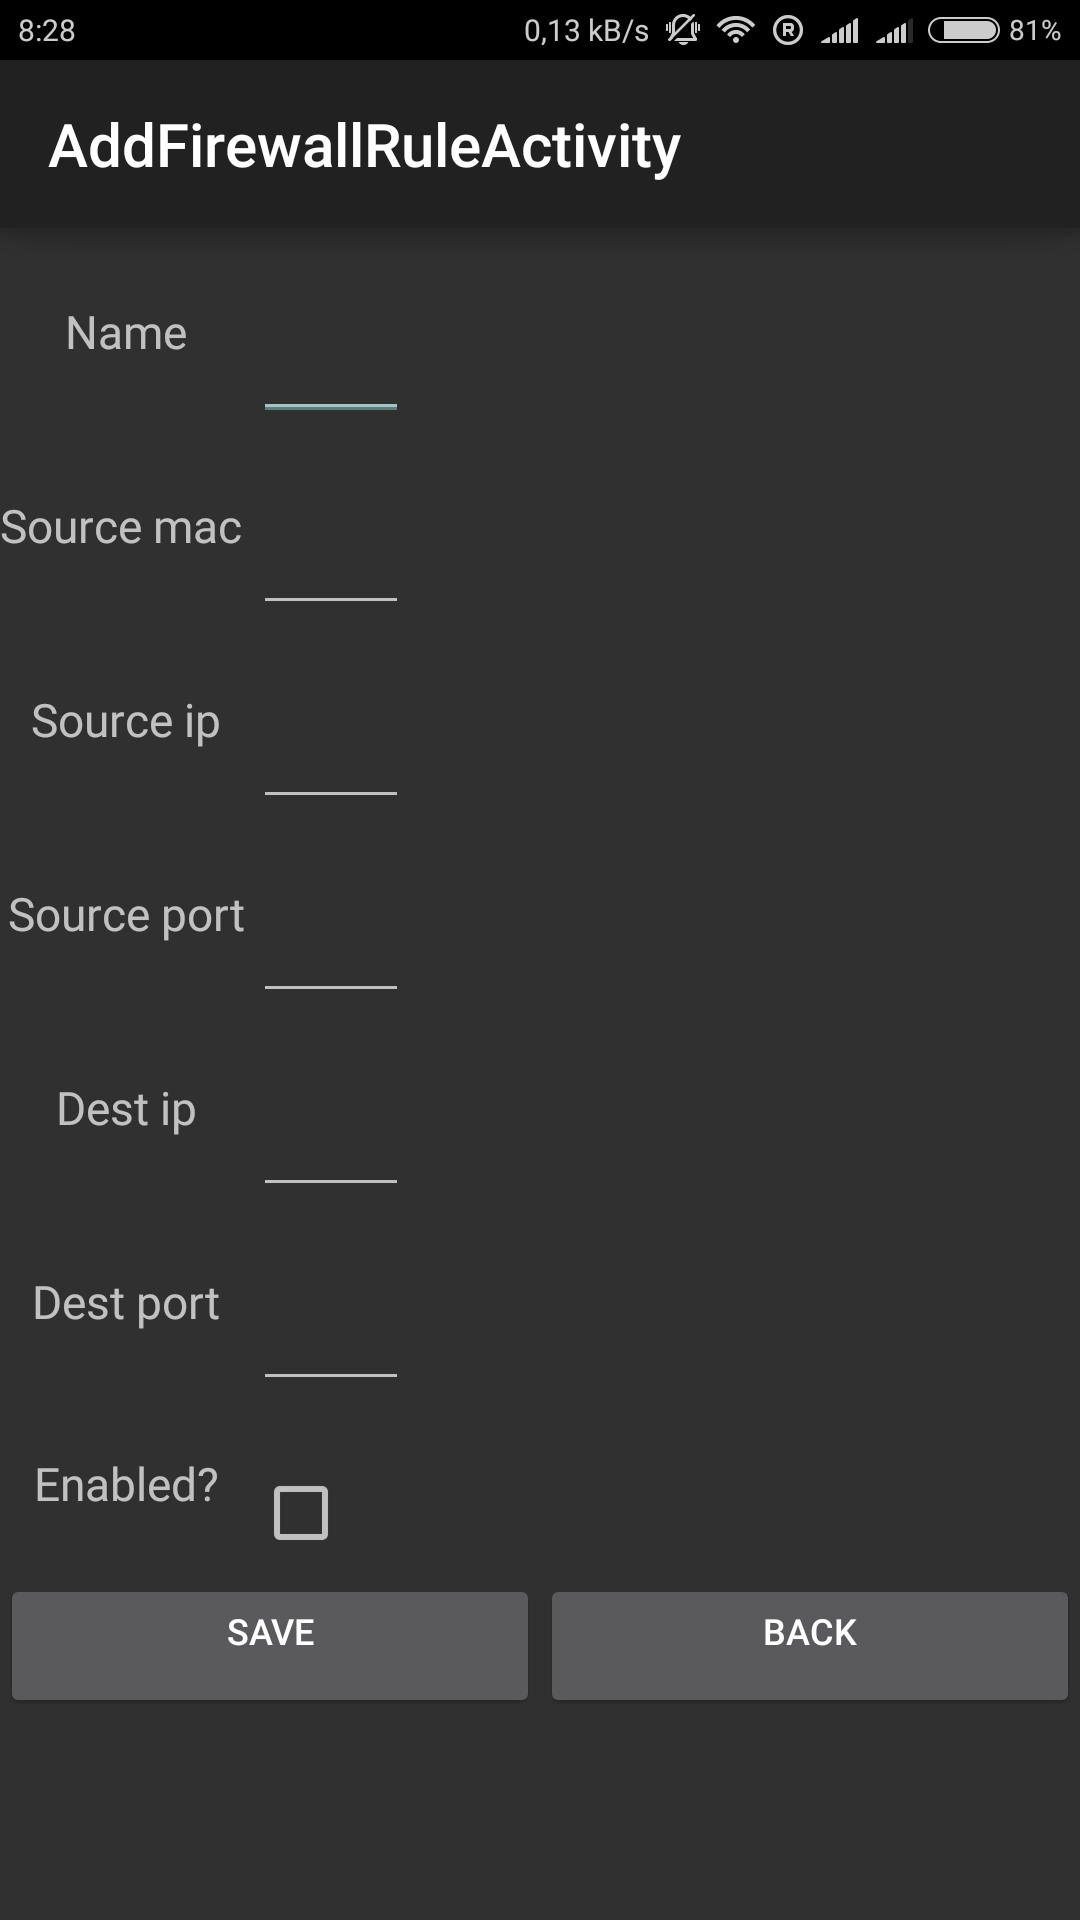 8:28 0,13 kB/s R 81%
AddFirewallRuleActivity
Name
Source mac
Source ip
Source port
Dest ip
Dest port
Enabled?
SAVE BACK